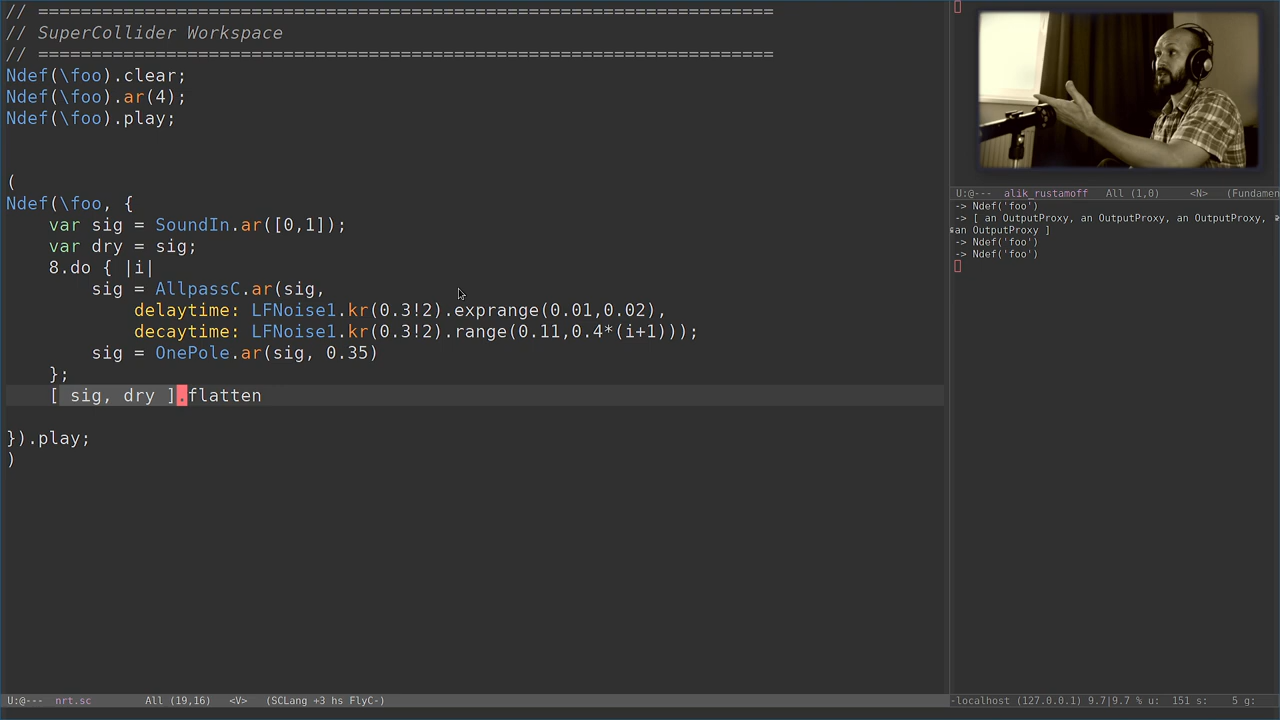 // ======================================================================
// SuperCollider Workspace
// ======================================================================
Ndef(\foo).clear;
Ndef(\foo).ar(4);
Ndef(\foo).play;
(
Ndef(\foo, {
    var sig = SoundIn.ar([0,1]);
    var dry = sig;
    8.do { |i|
        sig = AllpassC.ar(sig,
            delaytime: LFNoise1.kr(0.3!2).exprange(0.01,0.02),
            decaytime: LFNoise1.kr(0.3!2).range(0.11,0.4*(i+1)));
        sig = OnePole.ar(sig, 0.35)
    };
    [ sig, dry ].flatten
}).play;
)
U:@--- nrt.sc All (19,16) <V> (SCLang +3 hs FlyC-)
U:@--- alik_rustamoff All (1,0) <N> (Fundamen
-> Ndef('foo')
-> [ an OutputProxy, an OutputProxy, an OutputProxy,
an OutputProxy ]
-> Ndef('foo')
-> Ndef('foo')
-localhost (127.0.0.1) 9.7|9.7 % u: 151 s: 5 g: